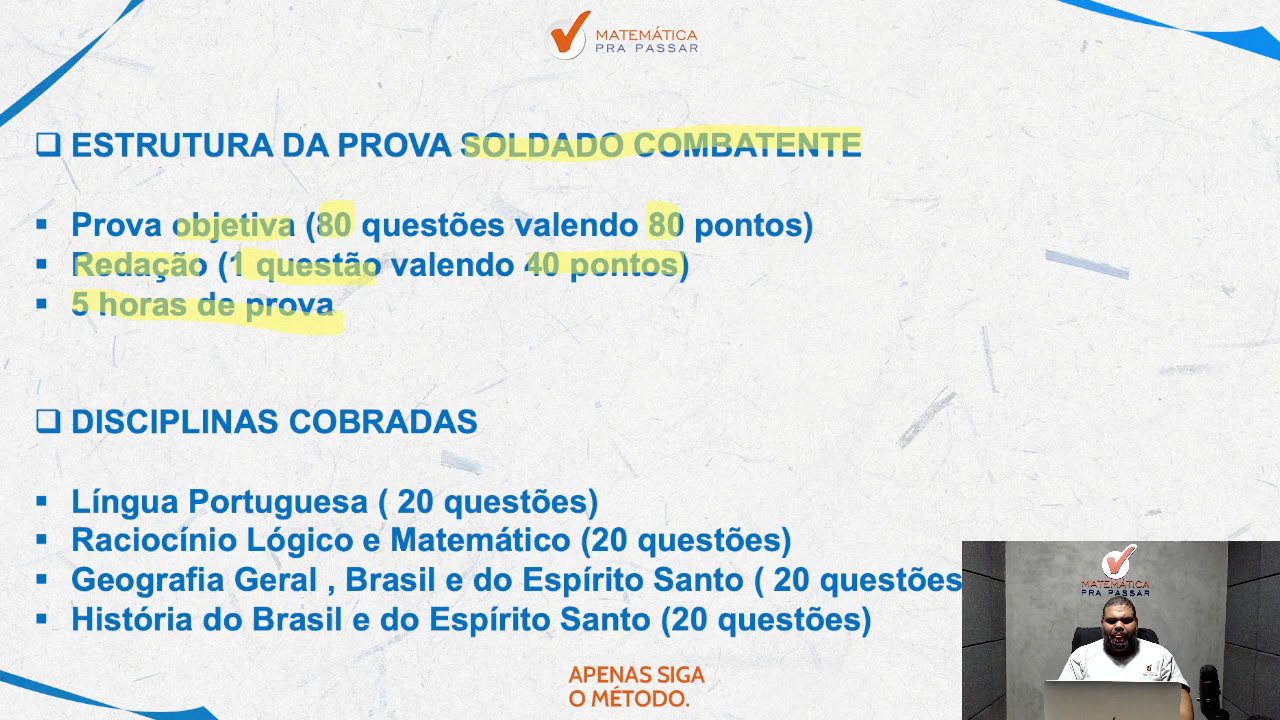 MATEMÁTICA
PRA PASSAR
ESTRUTURA DA PROVA SOLDADO COMBATENTE
Prova objetiva (80 questões valendo 80 pontos)
Redação (1 questão valendo 40 pontos)
5 horas de prova
DISCIPLINAS COBRADAS
Língua Portuguesa ( 20 questões)
Raciocínio Lógico e Matemático (20 questões)
Geografia Geral , Brasil e do Espírito Santo ( 20 questões
História do Brasil e do Espírito Santo (20 questões)
MATEMÁTICA
PRA PASSAR
APENAS SIGA
O MÉTODO.